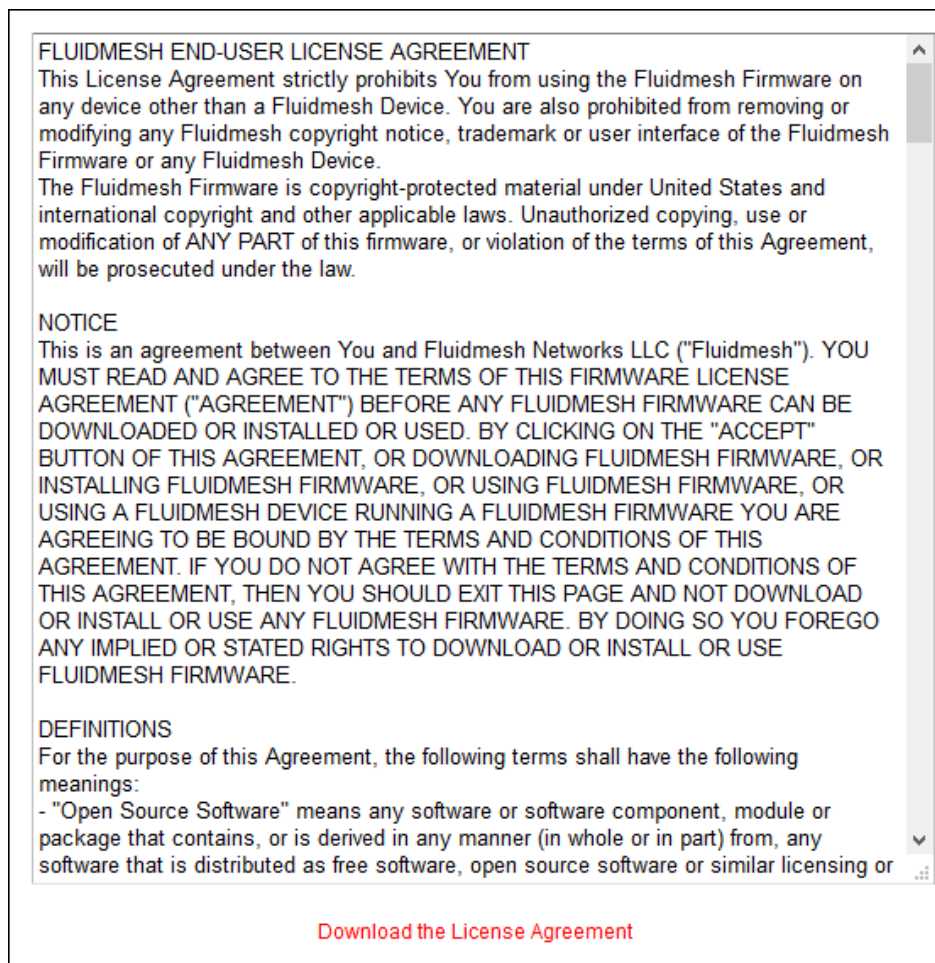 FLUIDMESH END-USER LICENSE AGREEMENT
This License Agreement strictly prohibits You from using the Fluidmesh Firmware on
any device other than a Fluidmesh Device. You are also prohibited from removing or
modifying any Fluidmesh copyright notice, trademark or user interface of the Fluidmesh
Firmware or any Fluidmesh Device.
The Fluidmesh Firmware is copyright-protected material under United States and
international copyright and other applicable laws. Unauthorized copying, use or
modification of ANY PART of this firmware, or violation of the terms of this Agreement,
will be prosecuted under the law.
NOTICE
This is an agreement between You and Fluidmesh Networks LLC ("Fluidmesh"). YOU
MUST READ AND AGREE TO THE TERMS OF THIS FIRMWARE LICENSE
AGREEMENT ("AGREEMENT") BEFORE ANY FLUIDMESH FIRMWARE CAN BE
DOWNLOADED OR INSTALLED OR USED. BY CLICKING ON THE "ACCEPT"
BUTTON OF THIS AGREEMENT, OR DOWNLOADING FLUIDMESH FIRMWARE, OR
INSTALLING FLUIDMESH FIRMWARE, OR USING FLUIDMESH FIRMWARE, OR
USING A FLUIDMESH DEVICE RUNNING A FLUIDMESH FIRMWARE YOU ARE
AGREEING TO BE BOUND BY THE TERMS AND CONDITIONS OF THIS
AGREEMENT. IF YOU DO NOT AGREE WITH THE TERMS AND CONDITIONS OF
THIS AGREEMENT, THEN YOU SHOULD EXIT THIS PAGE AND NOT DOWNLOAD
OR INSTALL OR USE ANY FLUIDMESH FIRMWARE. BY DOING SO YOU FOREGO
ANY IMPLIED OR STATED RIGHTS TO DOWNLOAD OR INSTALL OR USE
FLUIDMESH FIRMWARE.
DEFINITIONS
For the purpose of this Agreement, the following terms shall have the following
meanings:
- "Open Source Software" means any software or software component, module or
package that contains, or is derived in any manner (in whole or in part) from, any
software that is distributed as free software, open source software or similar licensing or
Download the License Agreement